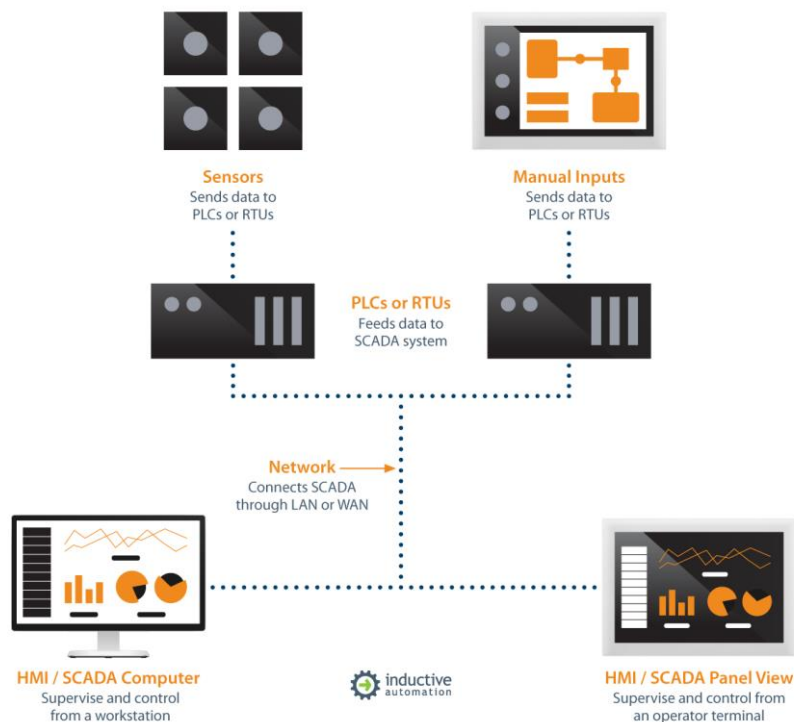 Sensors
Sends data to
PLCs or RTUs
Manual Inputs
Sends data to
PLCs or RTUs
PLCs or RTUs
Feeds data to
SCADA system
Network
Connects SCADA
through LAN or WAN
HMI / SCADA Computer
Supervise and control
from a workstation
inductive
automation
HMI / SCADA Panel View
Supervise and control from
an operator terminal